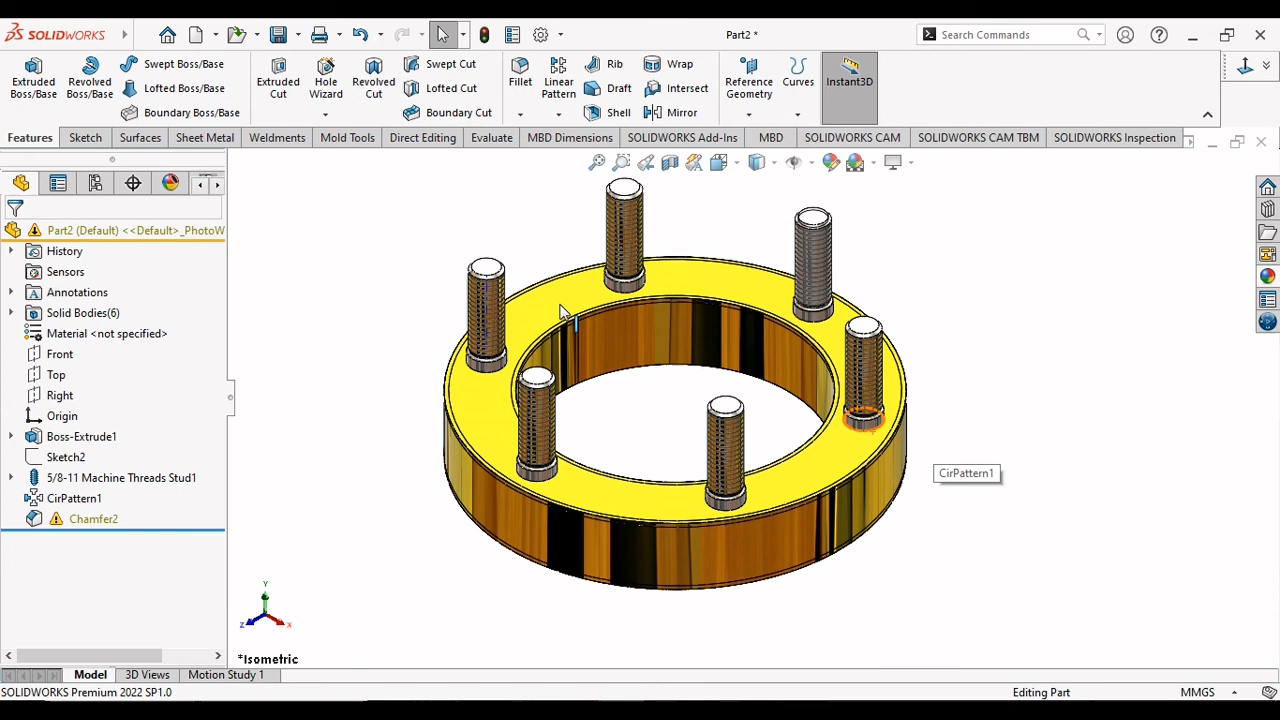 SOLIDWORKS
Part2 *
Search Commands
Extruded Boss/Base
Revolved Boss/Base
Swept Boss/Base
Lofted Boss/Base
Boundary Boss/Base
Extruded Cut
Hole Wizard
Revolved Cut
Swept Cut
Lofted Cut
Boundary Cut
Fillet
Linear Pattern
Rib
Draft
Shell
Wrap
Intersect
Mirror
Reference Geometry
Curves
Instant3D
Features
Sketch
Surfaces
Sheet Metal
Weldments
Mold Tools
Direct Editing
Evaluate
MBD Dimensions
SOLIDWORKS Add-Ins
MBD
SOLIDWORKS CAM
SOLIDWORKS CAM TBM
SOLIDWORKS Inspection
Part2 (Default) <<Default>_PhotoW
History
Sensors
Annotations
Solid Bodies(6)
Material <not specified>
Front
Top
Right
Origin
Boss-Extrude1
Sketch2
5/8-11 Machine Threads Stud1
CirPattern1
Chamfer2
CirPattern1
Y
Z
X
*Isometric
Model
3D Views
Motion Study 1
SOLIDWORKS Premium 2022 SP1.0
Editing Part
MMGS